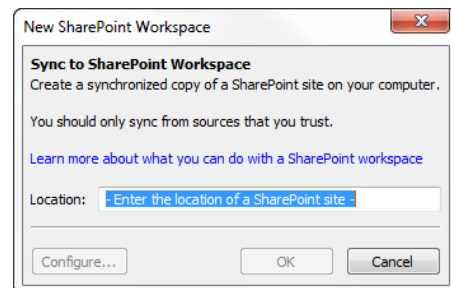 New SharePoint Workspace
Sync to SharePoint Workspace
Create a synchronized copy of a SharePoint site on your computer.
You should only sync from sources that you trust.
Learn more about what you can do with a SharePoint workspace
Location: - Enter the location of a SharePoint site -
Configure... OK Cancel